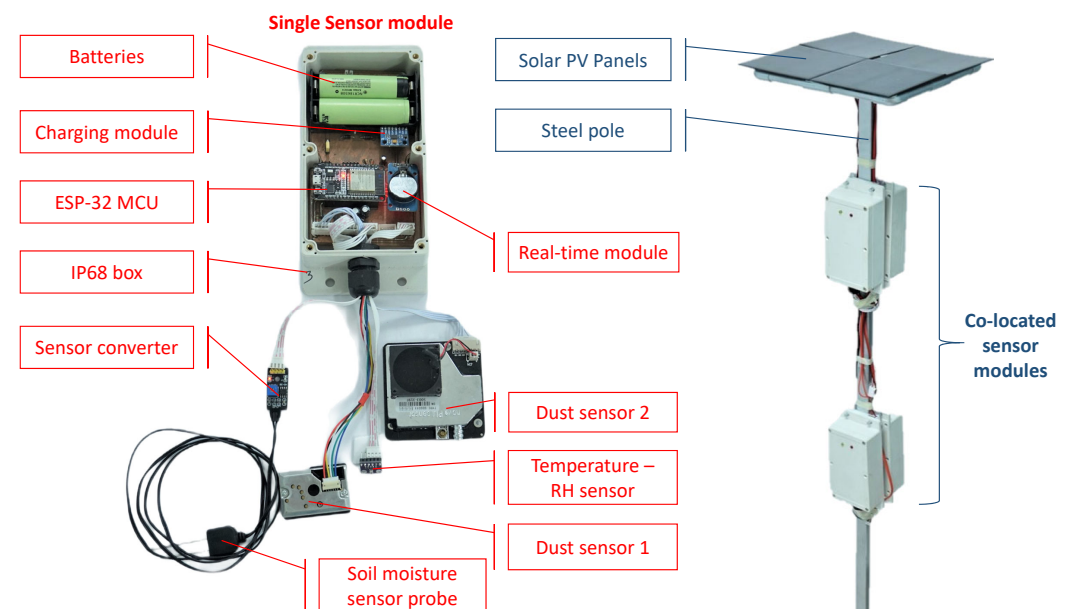 Single Sensor module
Batteries
Charging module
ESP-32 MCU
IP68 box
Sensor converter
Real-time module
Dust sensor 2
Temperature –
RH sensor
Dust sensor 1
Soil moisture
sensor probe
3
Solar PV Panels
Steel pole
Co-located
sensor
modules